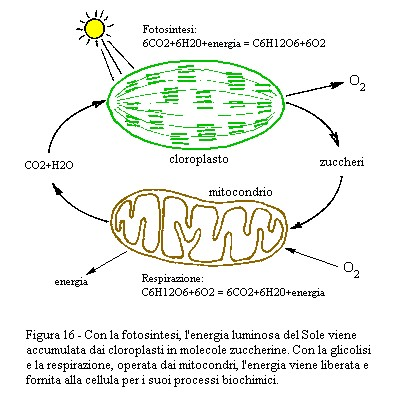 Fotosintesi:
6CO2+6H20+energia = C6H12O6+6O2
O2
cloroplasto
zuccheri
CO2+H2O
mitocondrio
O2
energia
Respirazione:
C6H12O6+6O2 = 6CO2+6H20+energia
Figura 16 - Con la fotosintesi, l'energia luminosa del Sole viene
accumulata dai cloroplasti in molecole zuccherine. Con la glicolisi
e la respirazione, operata dai mitocondri, l'energia viene liberata e
fornita alla cellula per i suoi processi biochimici.